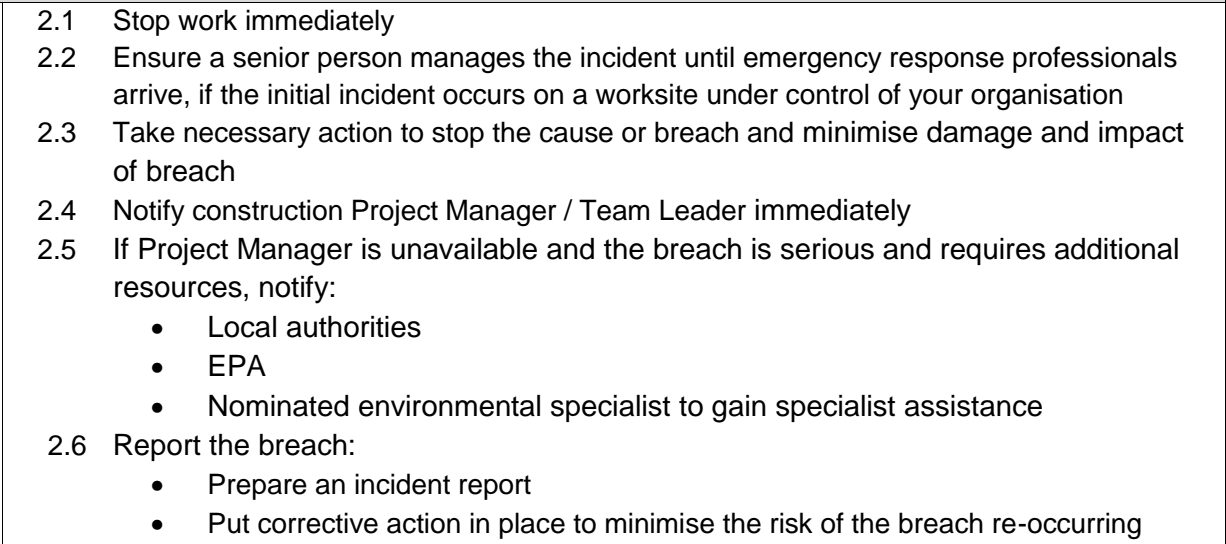 2.1 Stop work immediately
2.2 Ensure a senior person manages the incident until emergency response professionals
arrive, if the initial incident occurs on a worksite under control of your organisation
2.3 Take necessary action to stop the cause or breach and minimise damage and impact
of breach
2.4 Notify construction Project Manager / Team Leader immediately
2.5 If Project Manager is unavailable and the breach is serious and requires additional
resources, notify:
• Local authorities
• EPA
• Nominated environmental specialist to gain specialist assistance
2.6 Report the breach:
• Prepare an incident report
• Put corrective action in place to minimise the risk of the breach re-occurring